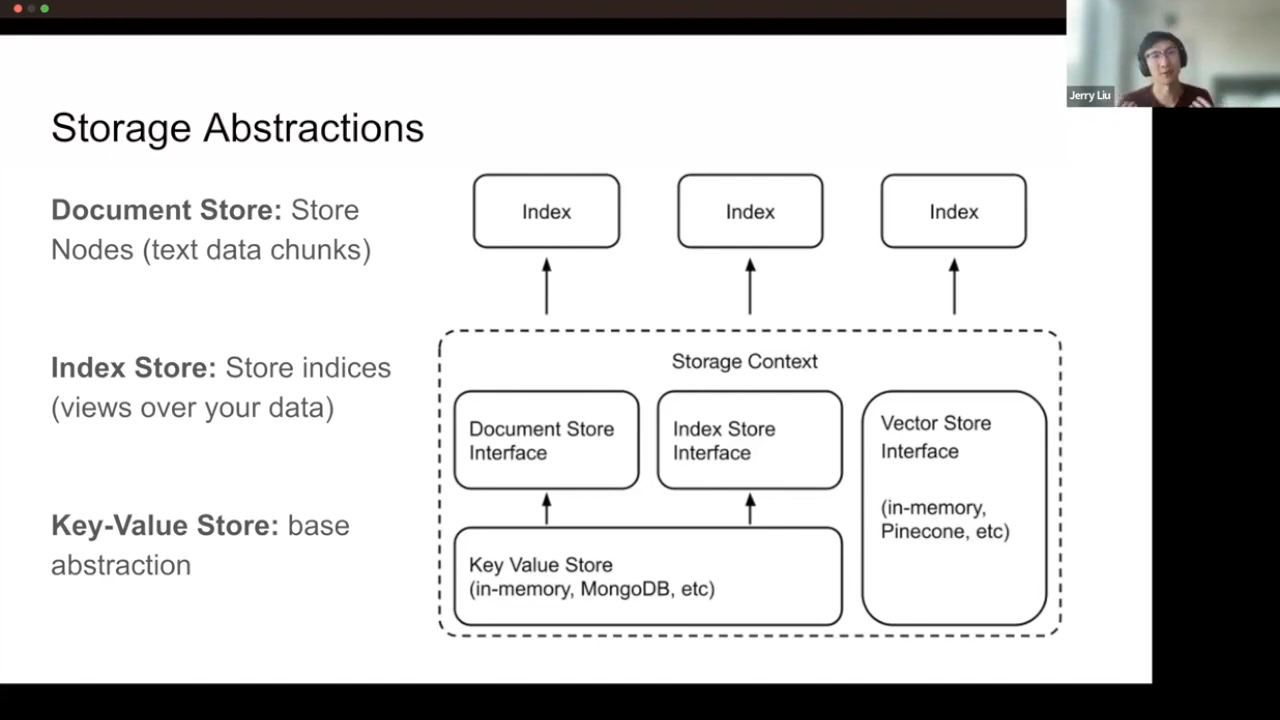 Jerry Liu
Storage Abstractions
Document Store: Store
Nodes (text data chunks)
Index Store: Store indices
(views over your data)
Key-Value Store: base
abstraction
Index
Index
Index
Storage Context
Document Store
Interface
Index Store
Interface
Vector Store
Interface
(in-memory,
Pinecone, etc)
Key Value Store
(in-memory, MongoDB, etc)